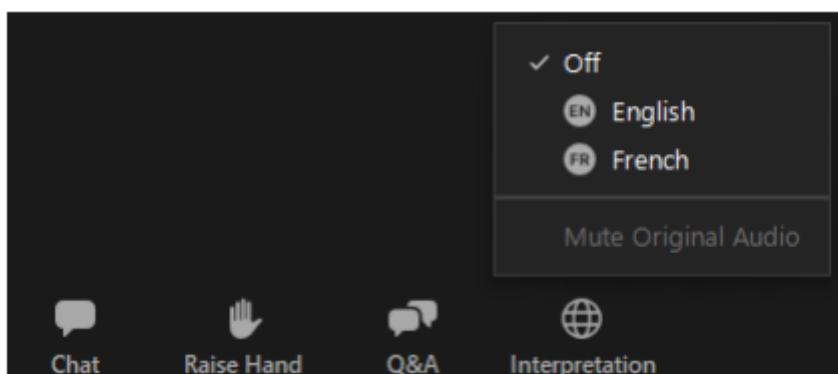 Off
EN English
FR French
Mute Original Audio
Chat Raise Hand Q&A Interpretation